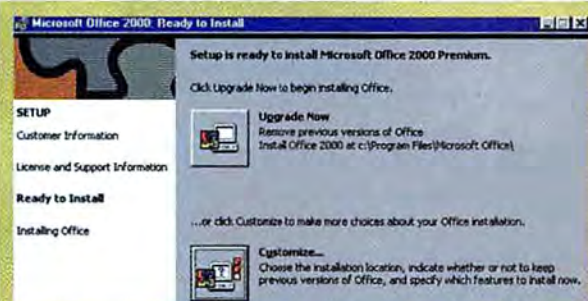 Microsoft Office 2000: Ready to Install
Setup is ready to install Microsoft Office 2000 Premium.
Click Upgrade Now to begin installing Office.
SETUP
Customer Information
License and Support Information
Ready to Install
Installing Office
Upgrade Now
Remove previous versions of Office
Install Office 2000 at c:\Program Files\Microsoft Office\
...or click Customize to make more choices about your Office installation.
Customize...
Choose the installation location, indicate whether or not to keep
previous versions of Office, and specify which features to install now.